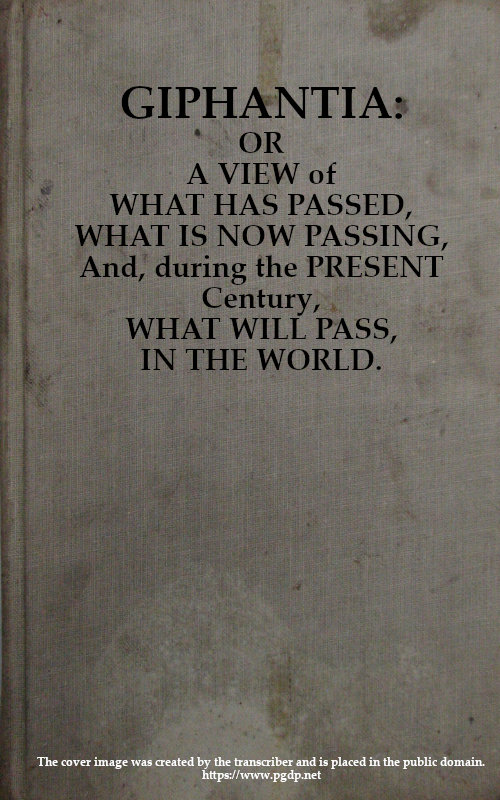 GIPHANTIA:
OR
A VIEW of
WHAT HAS PASSED,
WHAT IS NOW PASSING,
And, during the PRESENT
Century,
WHAT WILL PASS,
IN THE WORLD.
The cover image was created by the transcriber and is placed in the public domain.
https://www.pgdp.net